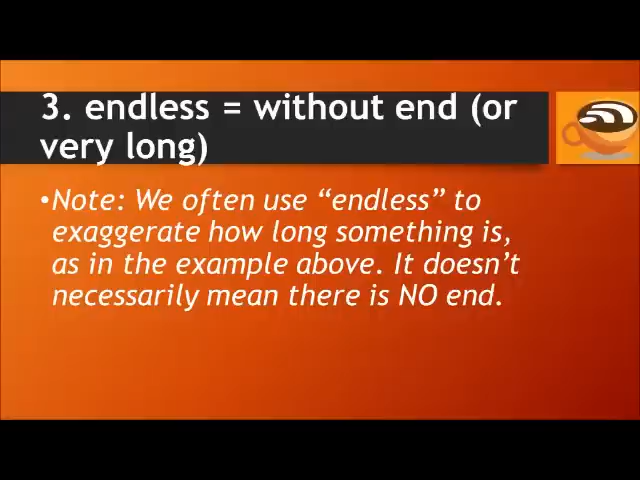 3. endless = without end (or
very long)
•Note: We often use “endless” to
exaggerate how long something is,
as in the example above. It doesn’t
necessarily mean there is NO end.